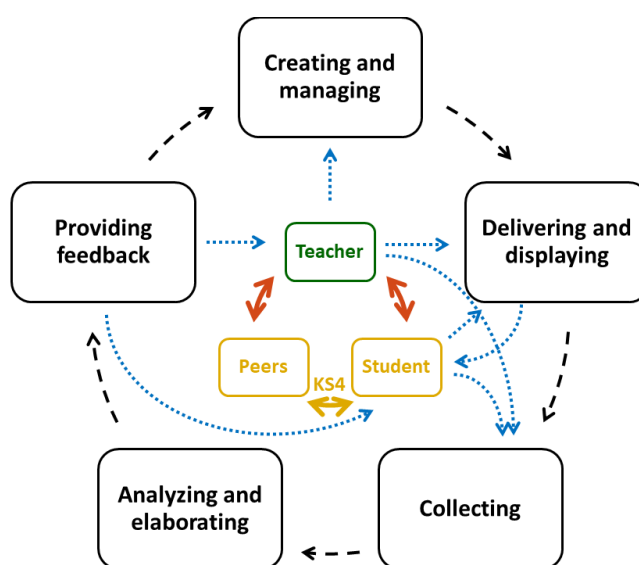 Creating and
managing
Providing
feedback
Delivering and
displaying
Teacher
Peers
KS4
Student
Analyzing and
elaborating
Collecting